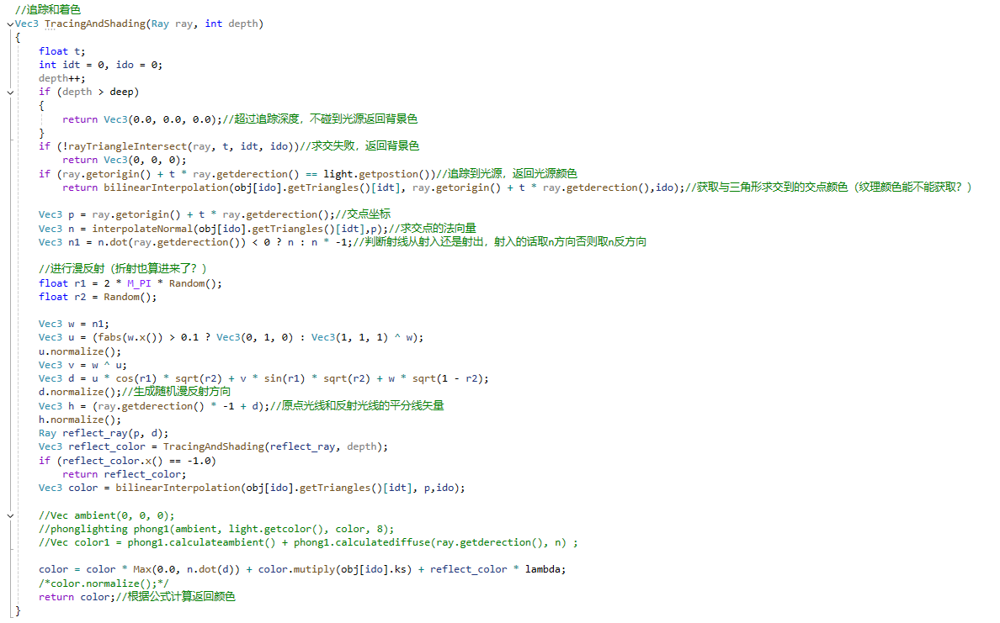 //追踪和着色
Vec3 TracingAndShading(Ray ray, int depth)
{
    float t;
    int idt = 0, ido = 0;
    depth++;
    if (depth > deep)
    {
        return Vec3(0.0, 0.0, 0.0);//超过追踪深度，不碰到光源返回背景色
    }
    if (!rayTriangleIntersect(ray, t, idt, ido))//求交失败，返回背景色
        return Vec3(0, 0, 0);
    if (ray.getorigin() + t * ray.getderection() == light.getpostion())//追踪到光源，返回光源颜色
        return bilinearInterpolation(obj[ido].getTriangles()[idt], ray.getorigin() + t * ray.getderection(),ido);//获取与三角形求交到的交点颜色（纹理颜色能不能获取？）

    Vec3 p = ray.getorigin() + t * ray.getderection();//交点坐标
    Vec3 n = interpolateNormal(obj[ido].getTriangles()[idt],p);//求交点的法向量
    Vec3 n1 = n.dot(ray.getderection()) < 0 ? n : n * -1;//判断射线从射入还是射出，射入的话取n方向否则取n反方向

    //进行漫反射（折射也算进来了？）
    float r1 = 2 * M_PI * Random();
    float r2 = Random();

    Vec3 w = n1;
    Vec3 u = (fabs(w.x()) > 0.1 ? Vec3(0, 1, 0) : Vec3(1, 1, 1) ^ w);
    u.normalize();
    Vec3 v = w ^ u;
    Vec3 d = u * cos(r1) * sqrt(r2) + v * sin(r1) * sqrt(r2) + w * sqrt(1 - r2);
    d.normalize();//生成随机漫反射方向
    Vec3 h = (ray.getderection() * -1 + d);//原点光线和反射光线的平分线矢量
    h.normalize();
    Ray reflect_ray(p, d);
    Vec3 reflect_color = TracingAndShading(reflect_ray, depth);
    if (reflect_color.x() == -1.0)
        return reflect_color;
    Vec3 color = bilinearInterpolation(obj[ido].getTriangles()[idt], p,ido);

    //Vec ambient(0, 0, 0);
    //phonglighting phong1(ambient, light.getcolor(), color, 8);
    //Vec color1 = phong1.calculateambient() + phong1.calculatediffuse(ray.getderection(), n) ;

    color = color * Max(0.0, n.dot(d)) + color.mutiply(obj[ido].ks) + reflect_color * lambda;
    /*color.normalize();*/
    return color;//根据公式计算返回颜色
}